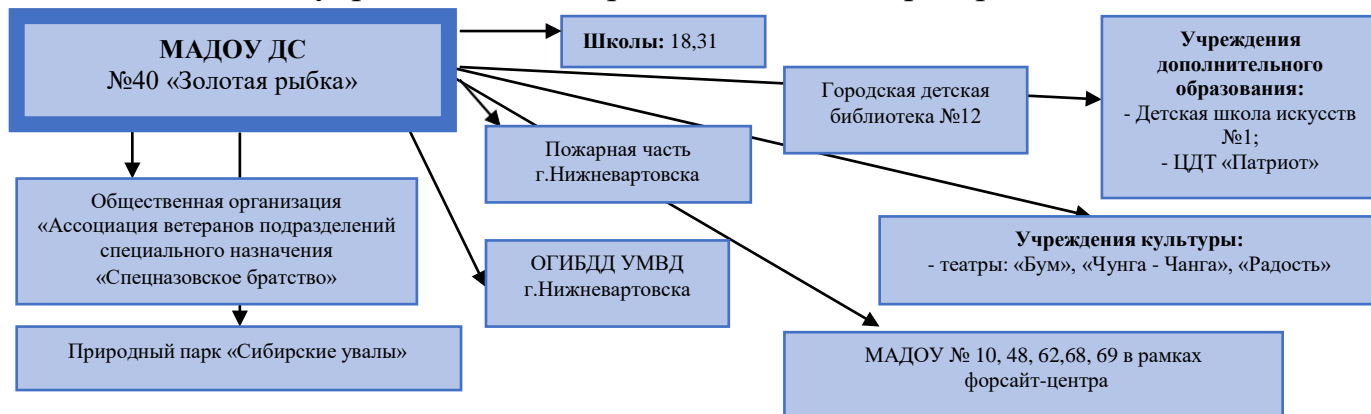 МАДОУ ДС
№40 «Золотая рыбка»
Школы: 18,31
Учреждения
дополнительного
образования:
- Детская школа искусств
№1;
- ЦДТ «Патриот»
Городская детская
библиотека №12
Пожарная часть
г.Нижневартовска
Общественная организация
«Ассоциация ветеранов подразделений
специального назначения
«Спецназовское братство»
ОГИБДД УМВД
г.Нижневартовска
Учреждения культуры:
- театры: «Бум», «Чунга - Чанга», «Радость»
Природный парк «Сибирские увалы»
МАДОУ № 10, 48, 62,68, 69 в рамках
форсайт-центра